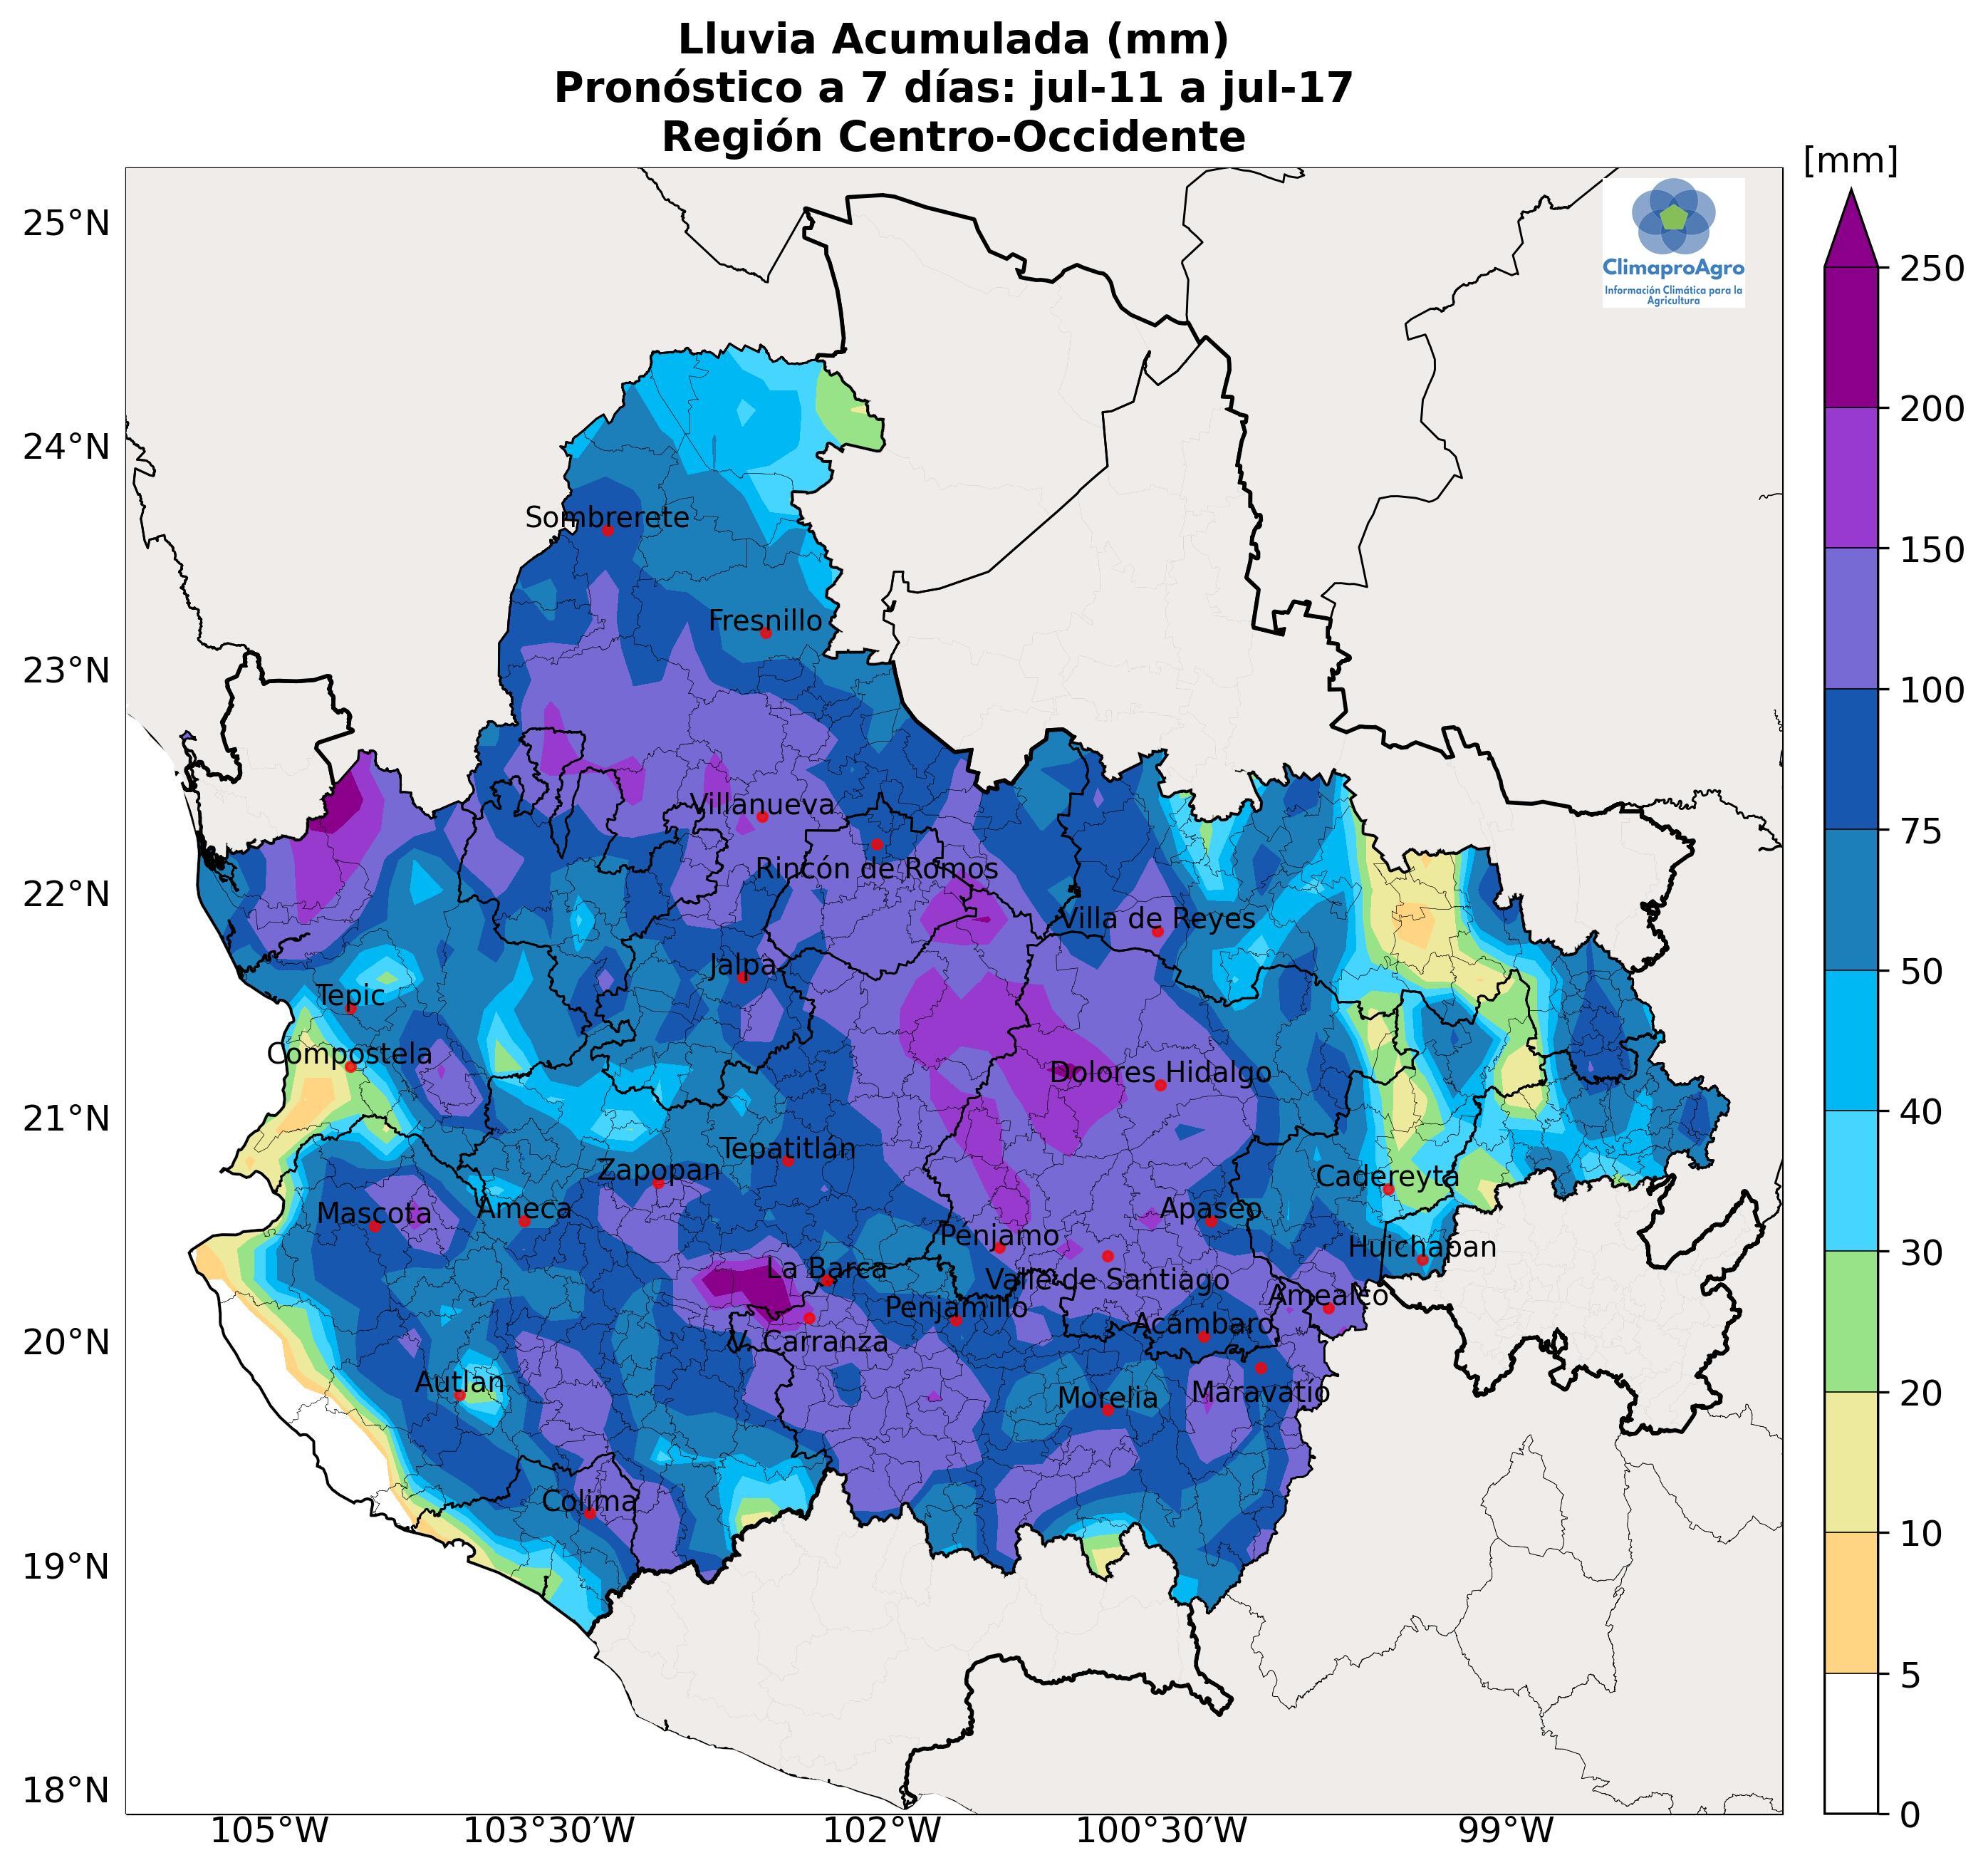 Lluvia Acumulada (mm)
Pronóstico a 7 días: jul-11 a jul-17
Región Centro-Occidente
[mm]
25°N
24°N
23°N
22°N
21°N
20°N
19°N
18°N
ClimaproAgro
Información Climática para la
Agricultura
Sombrerete
Fresnillo
Villanueva
Rincón de Romos
Villa de Reyes
Jalpa
Tepic
Compostela
Dolores Hidalgo
Tepatitlán
Zapopan
Cadereyta
Mascota
Ameca
Apaseo
Pénjamo
Huichapan
La Barca
Valle de Santiago
Amealco
Penjamillo
Acámbaro
V. Carranza
Autlán
Morelia
Maravatío
Colima
105°W
103°30'W
102°W
100°30'W
99°W
250
200
150
100
75
50
40
30
20
10
5
0